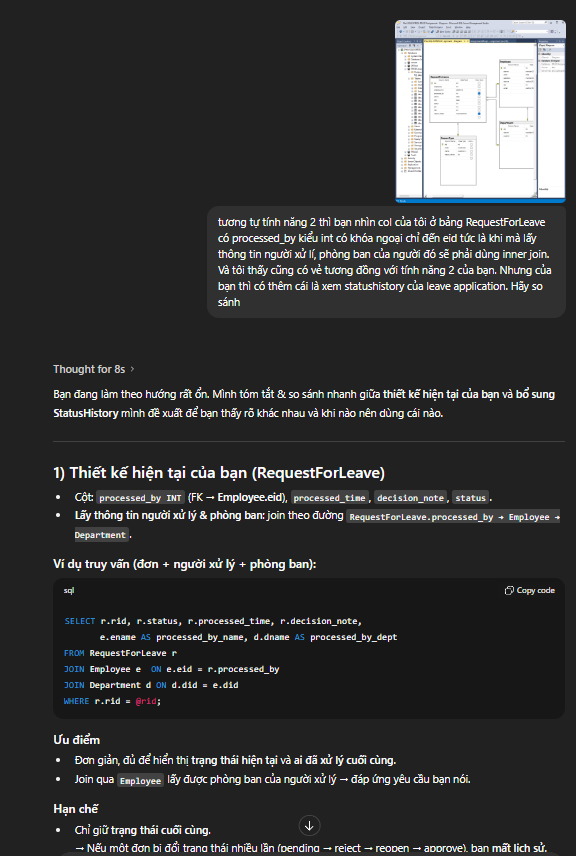 tương tự tính năng 2 thì bạn nhìn col của tôi ở bảng RequestForLeave
có processed_by kiểu int có khóa ngoại chỉ đến eid tức là khi mà lấy
thông tin người xử lí, phòng ban của người đó sẽ phải dùng inner join.
Và tôi thấy cũng có vẻ tương đồng với tính năng 2 của bạn. Nhưng của
bạn thì có thêm cái là xem statushistory của leave application. Hãy so
sánh
Thought for 8s >
Bạn đang làm theo hướng rất ổn. Mình tóm tắt & so sánh nhanh giữa thiết kế hiện tại của bạn và bổ sung
StatusHistory mình đề xuất để bạn thấy rõ khác nhau và khi nào nên dùng cái nào.
1) Thiết kế hiện tại của bạn (RequestForLeave)
• Cột: processed_by INT (FK → Employee.eid), processed_time, decision_note, status.
• Lấy thông tin người xử lý & phòng ban: join theo đường RequestForLeave.processed_by → Employee →
Department.
Ví dụ truy vấn (đơn + người xử lý + phòng ban):
sql
Copy code
SELECT r.rid, r.status, r.processed_time, r.decision_note,
e.ename AS processed_by_name, d.dname AS processed_by_dept
FROM RequestForLeave r
JOIN Employee e ON e.eid = r.processed_by
JOIN Department d ON d.did = e.did
WHERE r.rid = @rid;
Ưu điểm
• Đơn giản, đủ để hiển thị trạng thái hiện tại và ai đã xử lý cuối cùng.
• Join qua Employee lấy được phòng ban của người xử lý → đáp ứng yêu cầu bạn nói.
Hạn chế
• Chỉ giữ trạng thái cuối cùng.
→ Nếu một đơn bị đổi trạng thái nhiều lần (pending → reject → reopen → approve), bạn mất lịch sử.